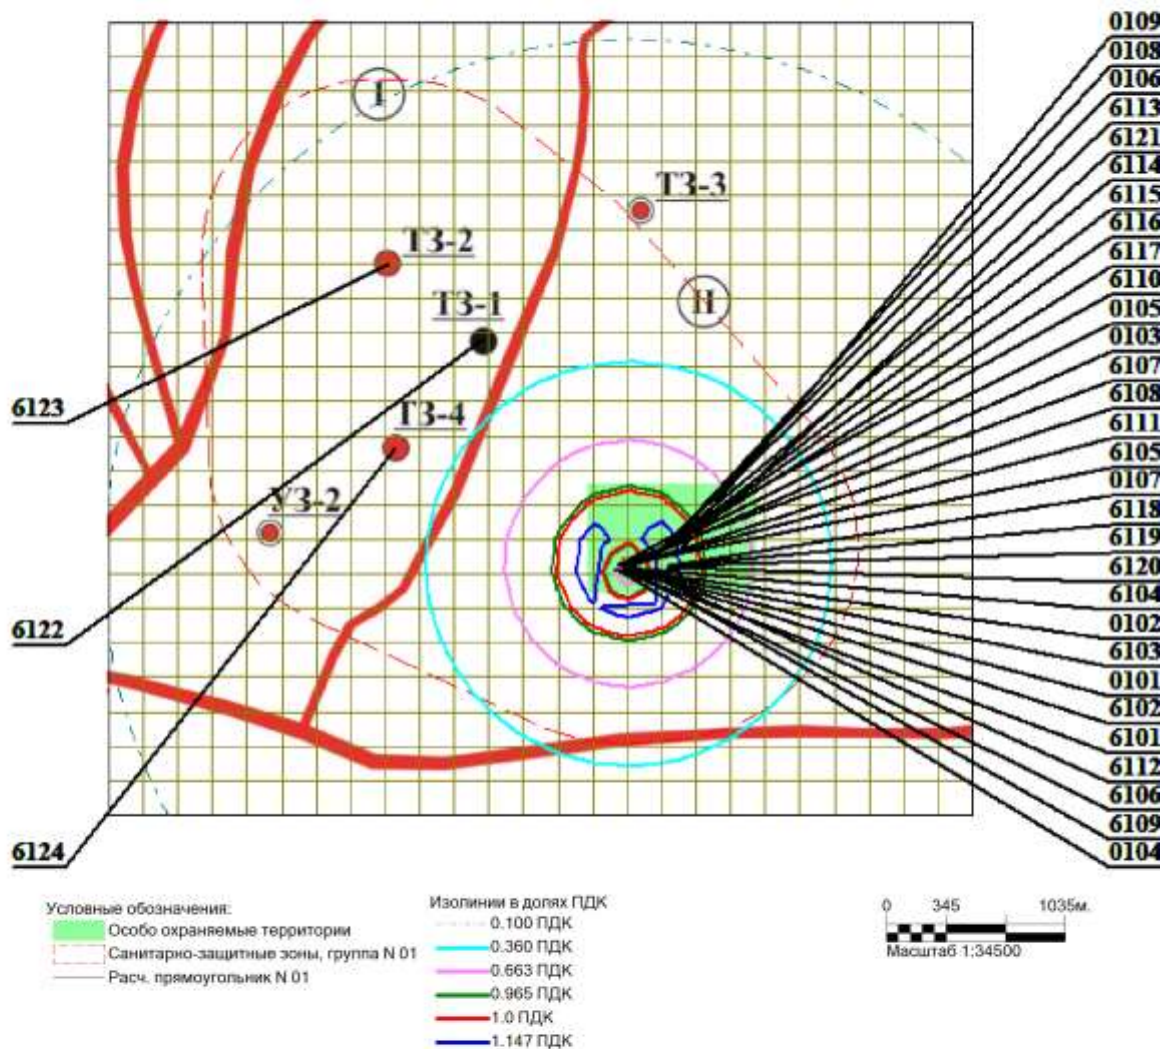 0109
0108
0106
6113
6121
6114
6115
6116
6117
6110
0105
0103
6107
6108
6111
6105
0107
6118
6119
6120
6104
0102
6103
0101
6102
6101
6112
6106
6109
0104
I
ТЗ-3
ТЗ-2
II
ТЗ-1
6123
ТЗ-4
УЗ-2
6122
6124
Условные обозначения:
Особо охраняемые территории
Санитарно-защитные зоны, группа N 01
Расч. прямоугольник N 01
Изолинии в долях ПДК
0.100 ПДК
0.360 ПДК
0.663 ПДК
0.965 ПДК
1.0 ПДК
1.147 ПДК
0 345 1035м.
Масштаб 1:34500